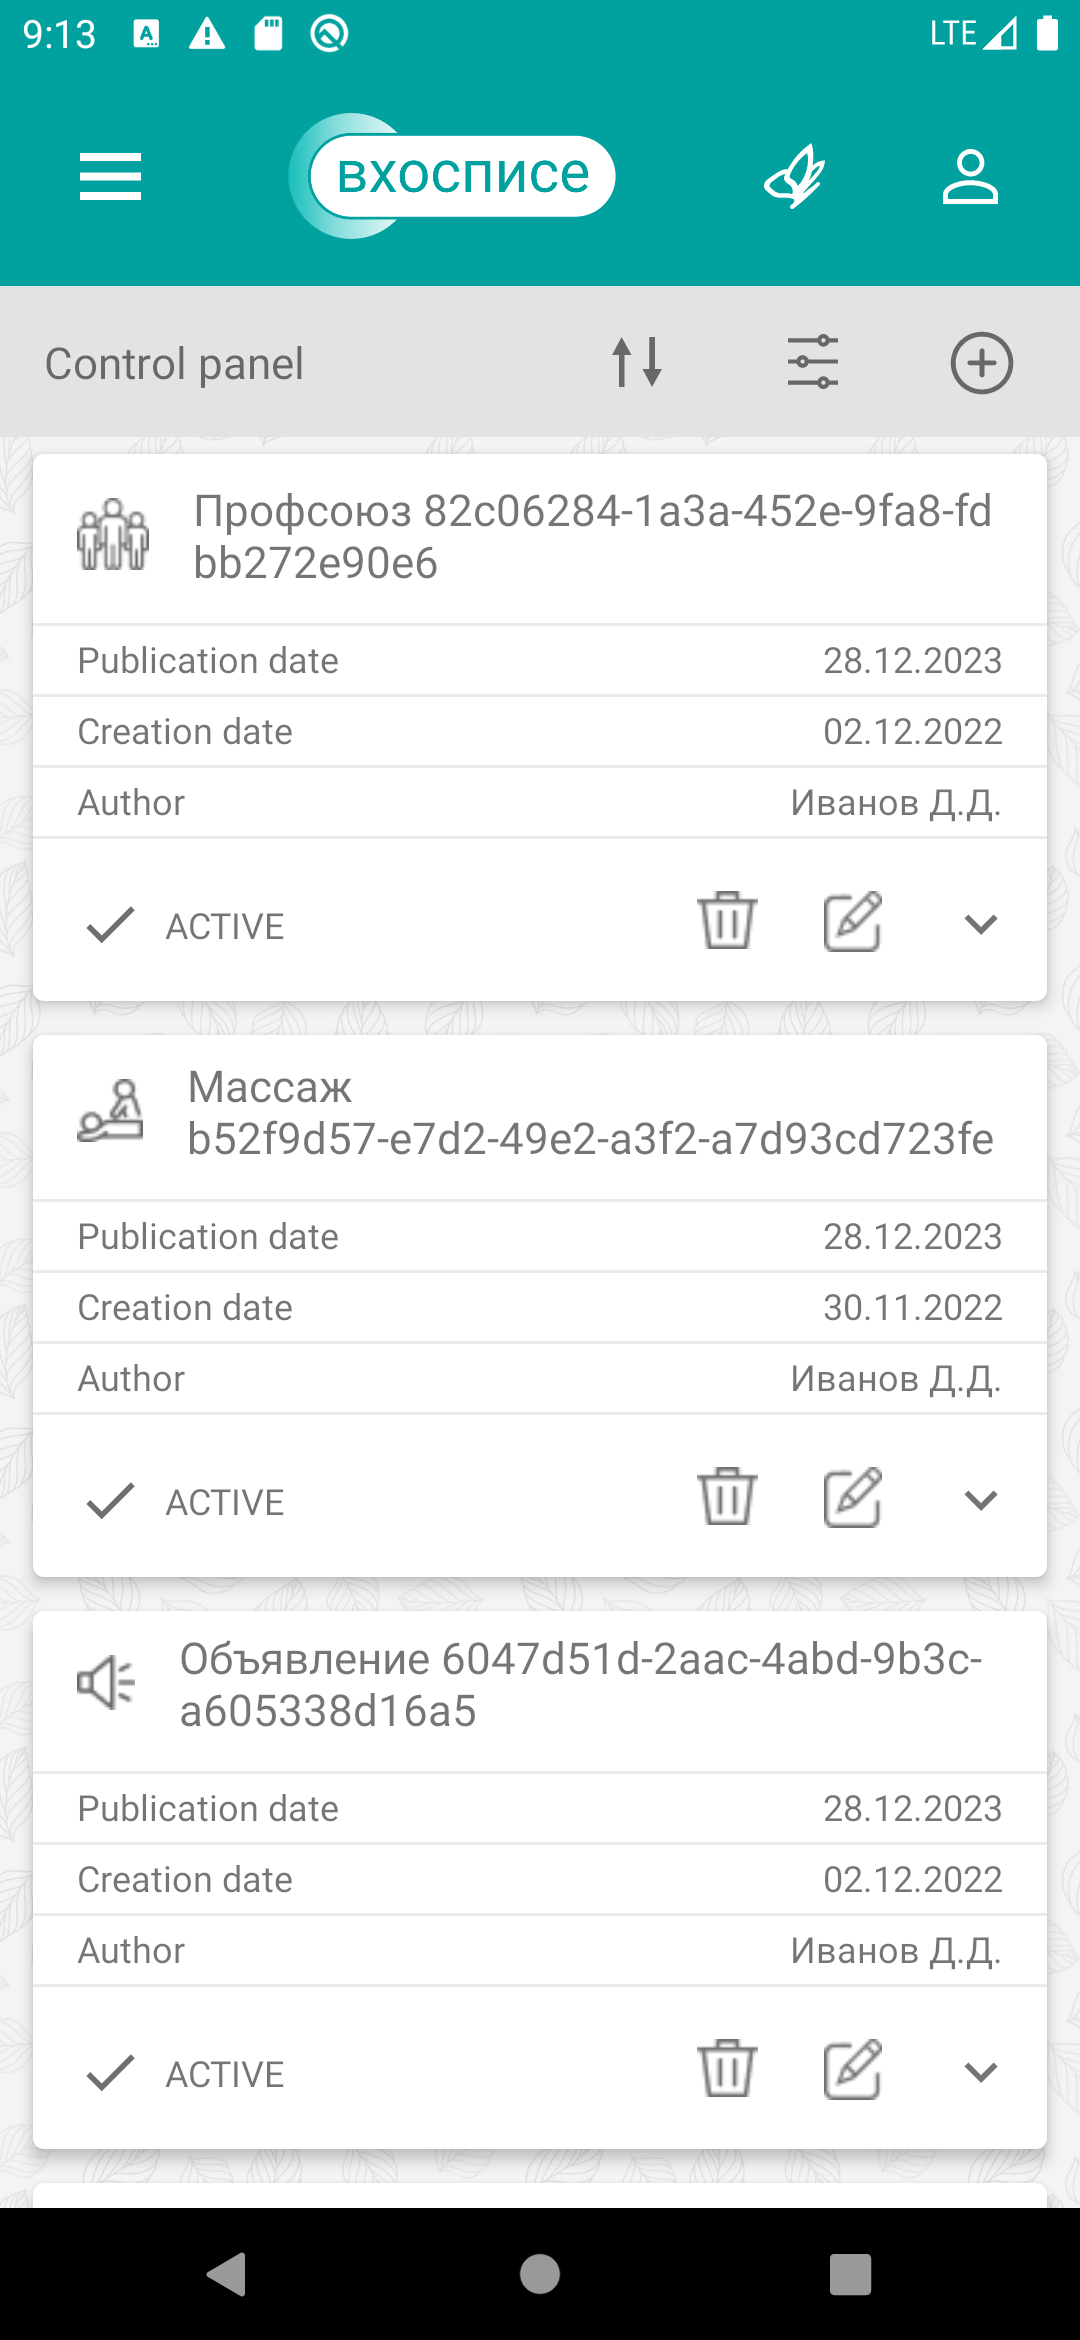 9:13
LTE
вхосписе
Control panel
Профсоюз 82c06284-1a3a-452e-9fa8-fd
bb272e90e6
Publication date 28.12.2023
Creation date 02.12.2022
Author Иванов Д.Д.
ACTIVE
Массаж
b52f9d57-e7d2-49e2-a3f2-a7d93cd723fe
Publication date 28.12.2023
Creation date 30.11.2022
Author Иванов Д.Д.
ACTIVE
Объявление 6047d51d-2aac-4abd-9b3c-
a605338d16a5
Publication date 28.12.2023
Creation date 02.12.2022
Author Иванов Д.Д.
ACTIVE